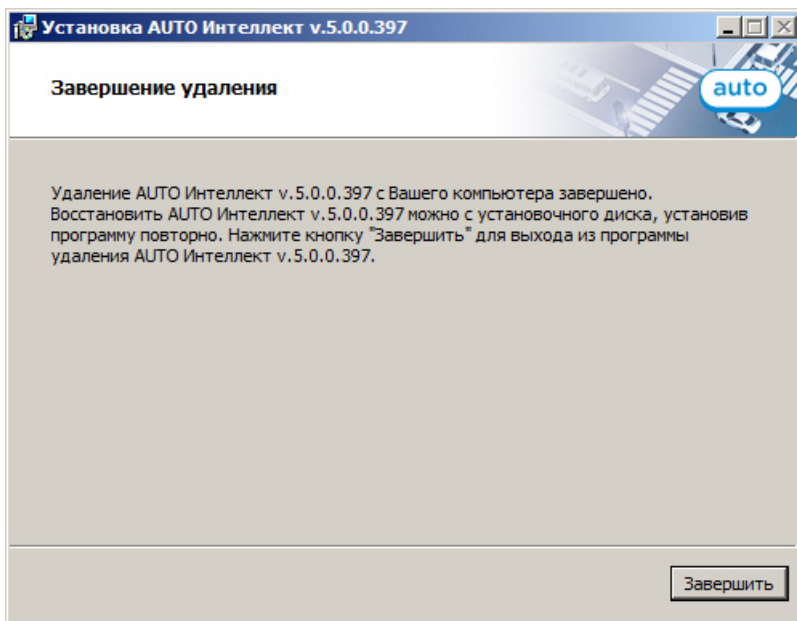 Установка AUTO Интеллект v.5.0.0.397
Завершение удаления
auto
Удаление AUTO Интеллект v.5.0.0.397 с Вашего компьютера завершено.
Восстановить AUTO Интеллект v.5.0.0.397 можно с установочного диска, установив
программу повторно. Нажмите кнопку "Завершить" для выхода из программы
удаления AUTO Интеллект v.5.0.0.397.
Завершить